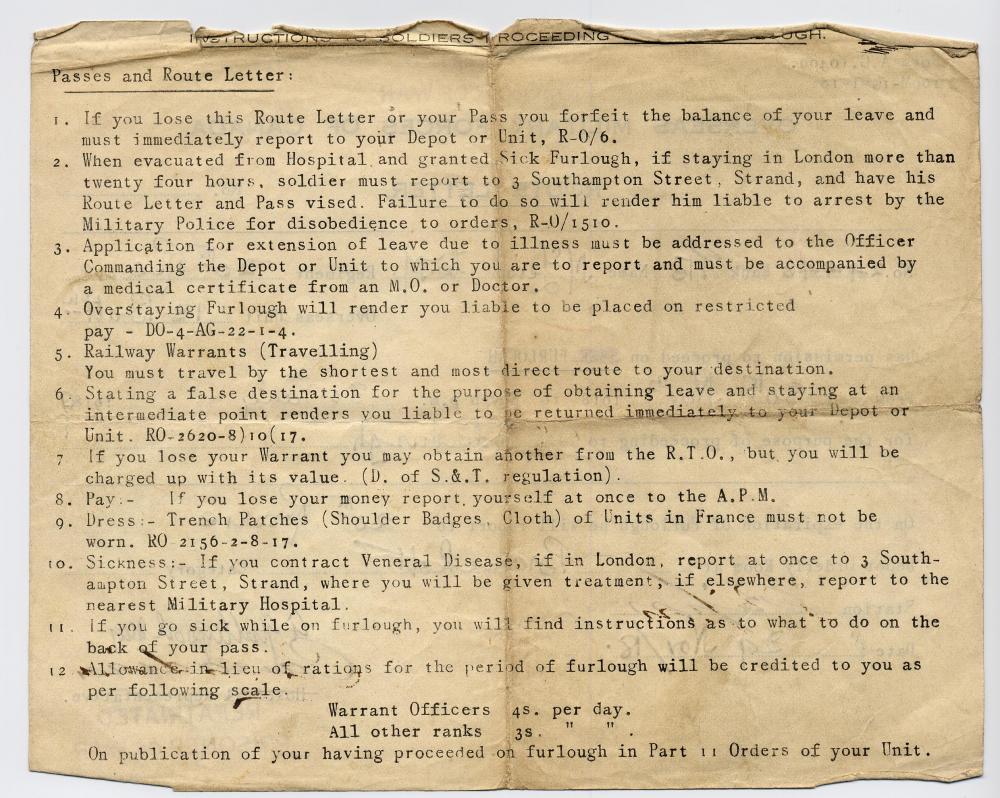 INSTRUCTIONS TO SOLDIERS PROCEEDING
Passes and Route Letter:
1. If you lose this Route Letter or your Pass you forfeit the balance of your leave and
must immediately report to your Depot or Unit, R-O/6.
2. When evacuated from Hospital and granted Sick Furlough, if staying in London more than
twenty four hours, soldier must report to 3 Southampton Street, Strand, and have his
Route Letter and Pass vised. Failure to do so will render him liable to arrest by the
Military Police for disobedience to orders, R-O/1510.
3. Application for extension of leave due to illness must be addressed to the Officer
Commanding the Depot or Unit to which you are to report and must be accompanied by
a medical certificate from an M.O. or Doctor.
4. Overstaying Furlough will render you liable to be placed on restricted
pay - DO-4-AG-22-1-4.
5. Railway Warrants (Travelling)
You must travel by the shortest and most direct route to your destination.
6. Stating a false destination for the purpose of obtaining leave and staying at an
intermediate point renders you liable to be returned immediately to your Depot or
Unit. RO-2620-8)10(17.
7 If you lose your Warrant you may obtain another from the R.T.O., but you will be
charged up with its value. (D. of S.&T. regulation).
8. Pay:- If you lose your money report yourself at once to the A.P.M.
9. Dress:- Trench Patches (Shoulder Badges, Cloth) of Units in France must not be
worn. RO 2156-2-8-17.
10. Sickness:- If you contract Veneral Disease, if in London, report at once to 3 South-
ampton Street, Strand, where you will be given treatment, if elsewhere, report to the
nearest Military Hospital.
11. If you go sick while on furlough, you will find instructions as to what to do on the
back of your pass.
12 Allowance in lieu of rations for the period of furlough will be credited to you as
per following scale.
Warrant Officers 4s. per day.
All other ranks 3s. " " .
On publication of your having proceeded on furlough in Part 11 Orders of your Unit.